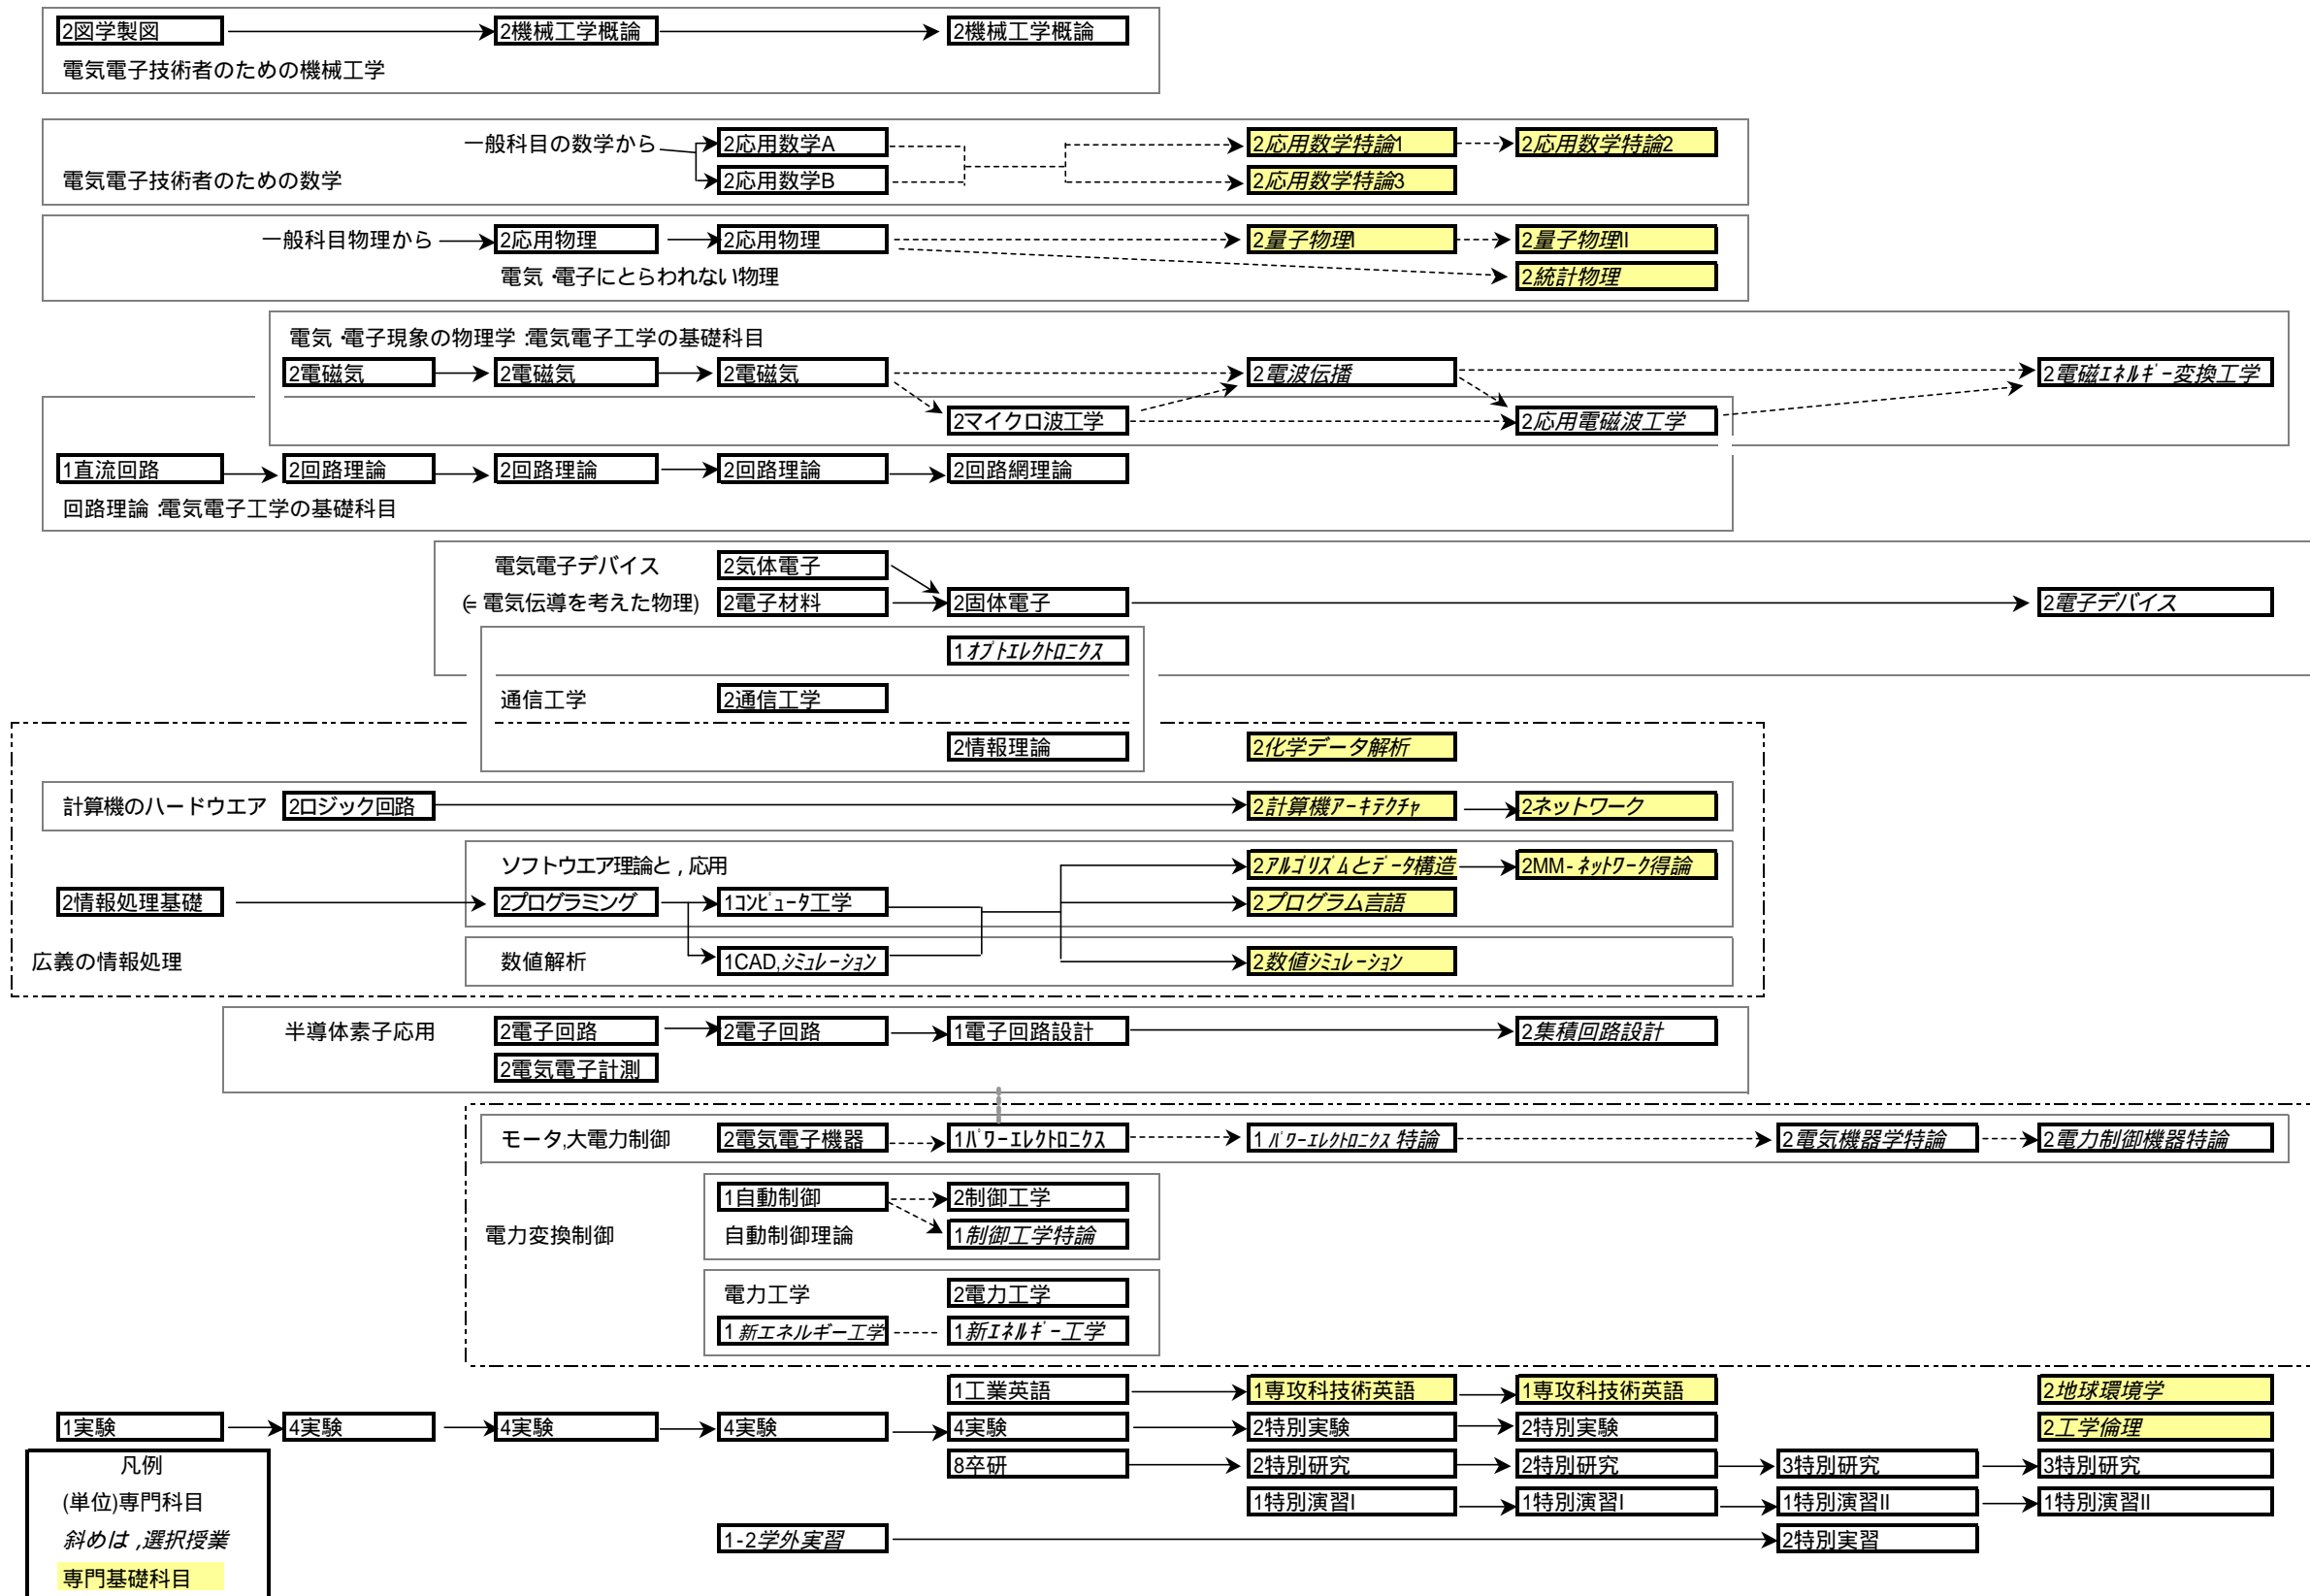 2図学製図
2機械工学概論
2機械工学概論
電気電子技術者のための機械工学
一般科目の数学から
2応用数学A
2応用数学特論1
2応用数学特論2
電気電子技術者のための数学
2応用数学B
2応用数学特論3
一般科目物理から
2応用物理
2応用物理
2量子物理I
2量子物理II
電気・電子にとらわれない物理
2統計物理
電気・電子現象の物理学:電気電子工学の基礎科目
2電磁気
2電磁気
2電磁気
2電波伝播
2電磁ｴﾈﾙｷﾞｰ変換工学
2マイクロ波工学
2応用電磁波工学
1直流回路
2回路理論
2回路理論
2回路理論
2回路網理論
回路理論:電気電子工学の基礎科目
電気電子デバイス
2気体電子
(= 電気伝導を考えた物理)
2電子材料
2固体電子
2電子デバイス
1ｵﾌﾟﾄｴﾚｸﾄﾛﾆｸｽ
通信工学
2通信工学
2情報理論
2化学データ解析
計算機のハードウエア
2ロジック回路
2計算機ｱｰｷﾃｸﾁｬ
2ネットワーク
ソフトウエア理論と,応用
2ｱﾙｺﾞﾘｽﾞﾑとﾃﾞｰﾀ構造
2MM-ﾈｯﾄﾜｰｸ得論
2情報処理基礎
2プログラミング
1ｺﾝﾋﾟｭｰﾀ工学
2プログラム言語
広義の情報処理
数値解析
1CAD,ｼﾐｭﾚｰｼｮﾝ
2数値ｼﾐｭﾚｰｼｮﾝ
半導体素子応用
2電子回路
2電子回路
1電子回路設計
2集積回路設計
2電気電子計測
モータ,大電力制御
2電気電子機器
1ﾊﾟﾜｰｴﾚｸﾄﾛﾆｸｽ
1ﾊﾟﾜｰｴﾚｸﾄﾛﾆｸｽ特論
2電気機器学特論
2電力制御機器特論
1自動制御
2制御工学
電力変換制御
自動制御理論
1制御工学特論
電力工学
2電力工学
1新エネルギー工学
1新ｴﾈﾙｷﾞｰ工学
1工業英語
1専攻科技術英語
1専攻科技術英語
2地球環境学
1実験
4実験
4実験
4実験
4実験
2特別実験
2特別実験
2工学倫理
8卒研
2特別研究
2特別研究
3特別研究
3特別研究
1特別演習I
1特別演習I
1特別演習II
1特別演習II
1-2学外実習
2特別実習
凡例
(単位)専門科目
斜めは,選択授業
専門基礎科目